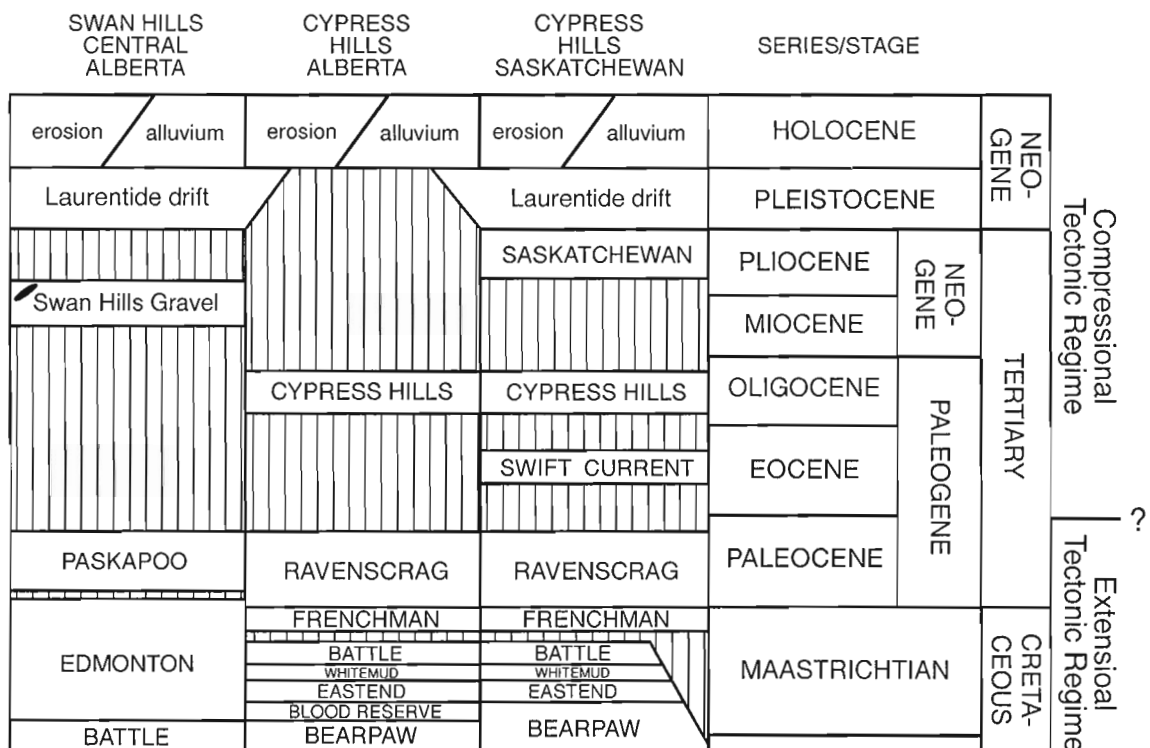 SWAN HILLS
CENTRAL
ALBERTA
CYPRESS
HILLS
ALBERTA
CYPRESS
HILLS
SASKATCHEWAN
SERIES/STAGE
erosion
alluvium
erosion
alluvium
erosion
alluvium
HOLOCENE
NEO-
GENE
Laurentide drift
Laurentide drift
PLEISTOCENE
SASKATCHEWAN
PLIOCENE
NEO-
GENE
TERTIARY
Compressional
Tectonic Regime
Swan Hills Gravel
MIOCENE
CYPRESS HILLS
CYPRESS HILLS
OLIGOCENE
PALEOGENE
SWIFT CURRENT
EOCENE
?
PASKAPOO
RAVENSCRAG
RAVENSCRAG
PALEOCENE
Extensioal
Tectonic Regime
FRENCHMAN
FRENCHMAN
EDMONTON
BATTLE
BATTLE
MAASTRICHTIAN
CRETA-
CEOUS
WHITEMUD
WHITEMUD
EASTEND
EASTEND
BLOOD RESERVE
BEARPAW
BATTLE
BEARPAW